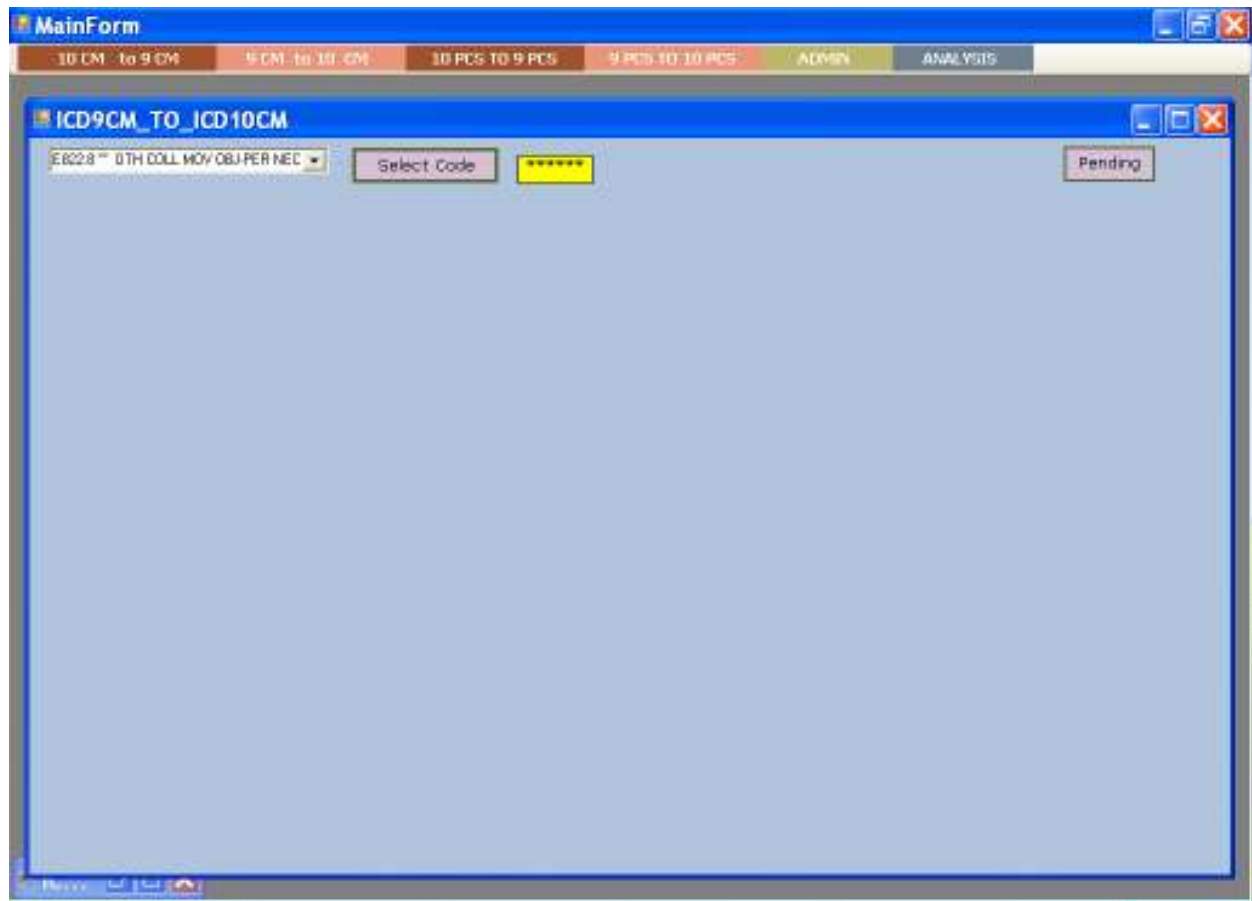 MainForm
10 CM to 9 CM 9 CM to 10 CM 10 PCS TO 9 PCS 9 PCS TO 10 PCS ADMIN ANALYSIS
ICD9CM_TO_ICD10CM
E822.8 ** OTH COLL MOV OBJ-PER NEC Select Code ****** Pending